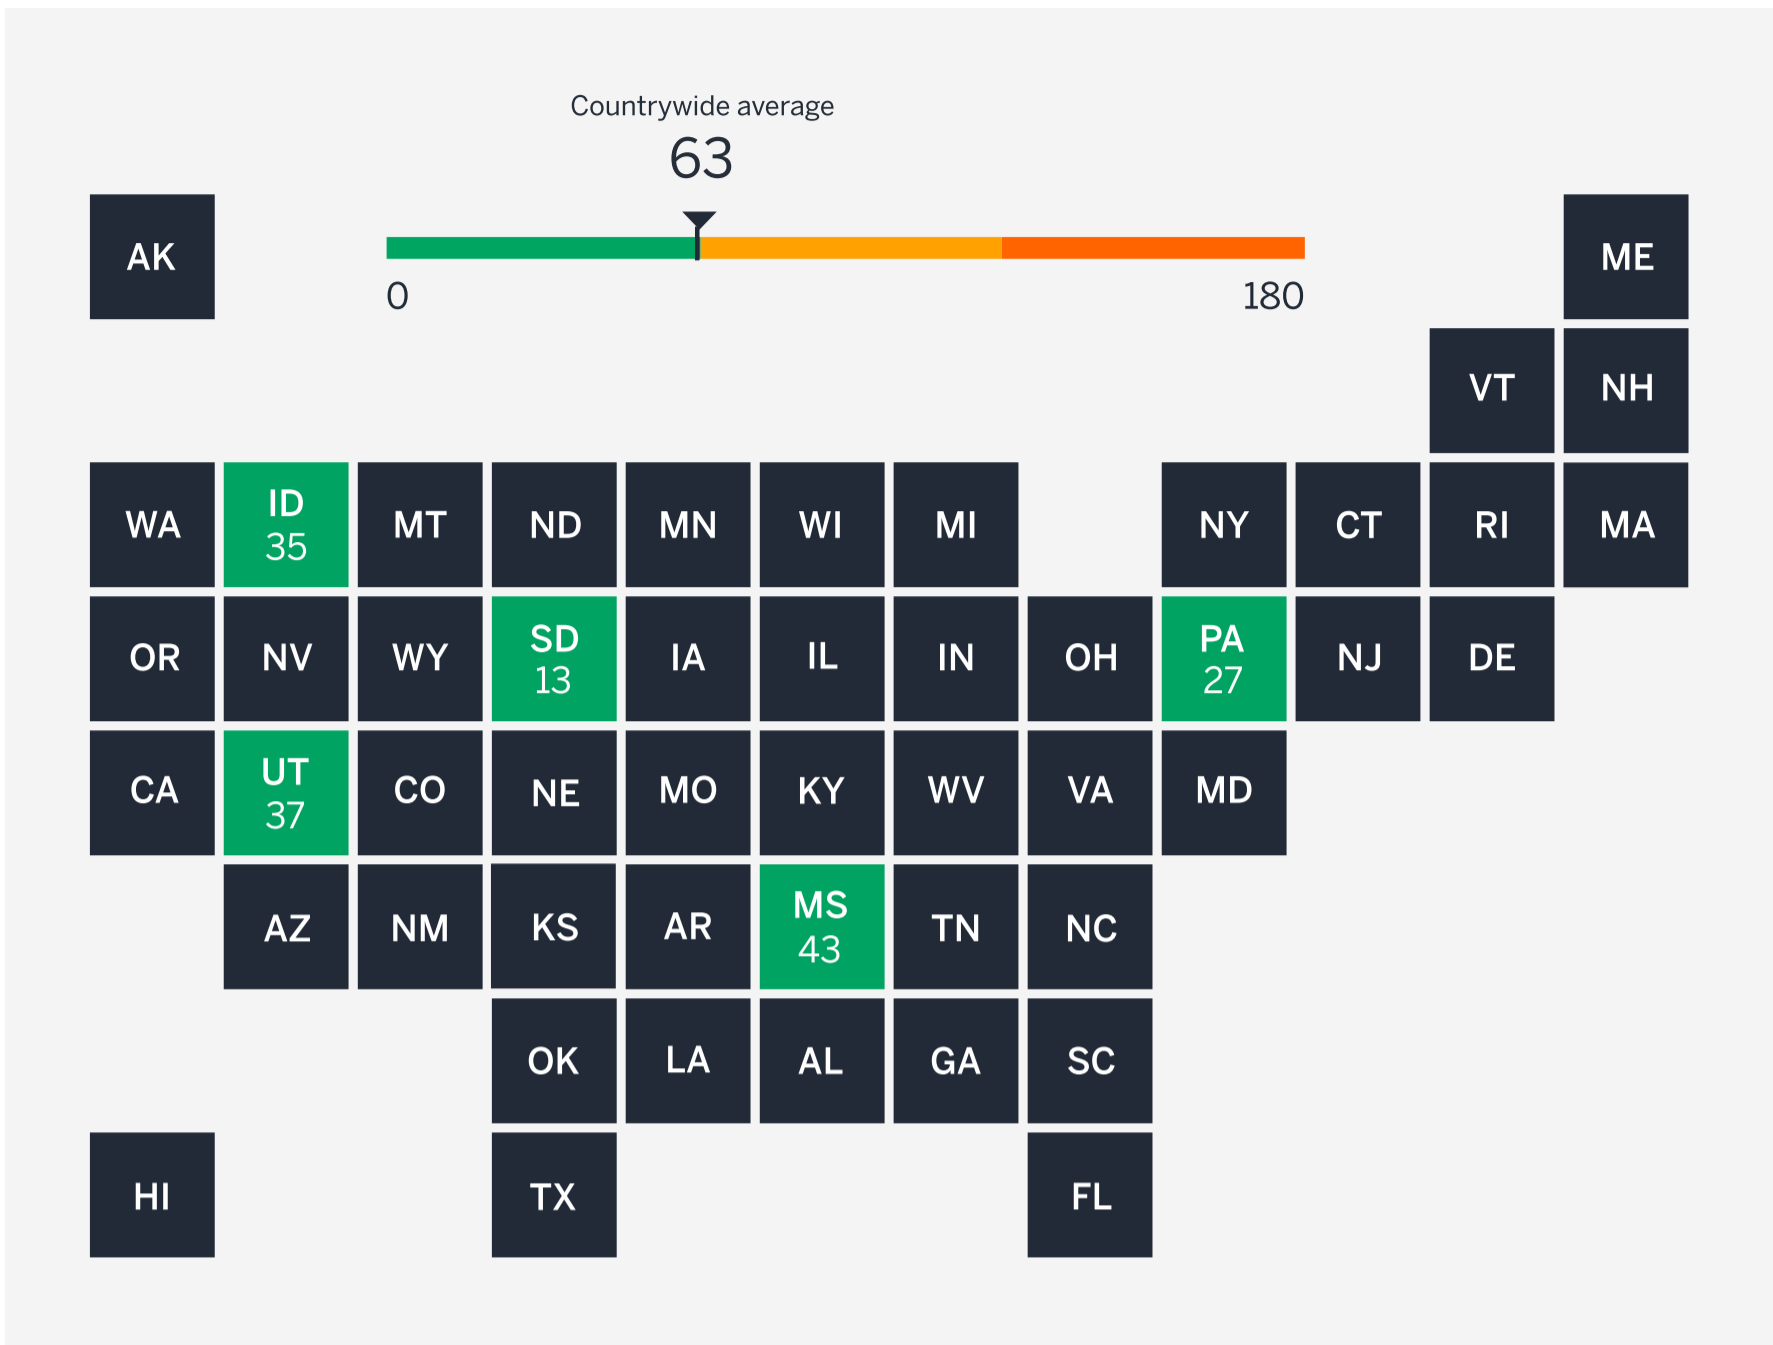 Countrywide average
63
0 180
AK
ME
VT NH
WA ID MT ND MN WI MI NY CT RI MA
35
OR NV WY SD IA IL IN OH PA NJ DE
13 27
CA UT CO NE MO KY WV VA MD
37
AZ NM KS AR MS TN NC
43
OK LA AL GA SC
HI TX FL